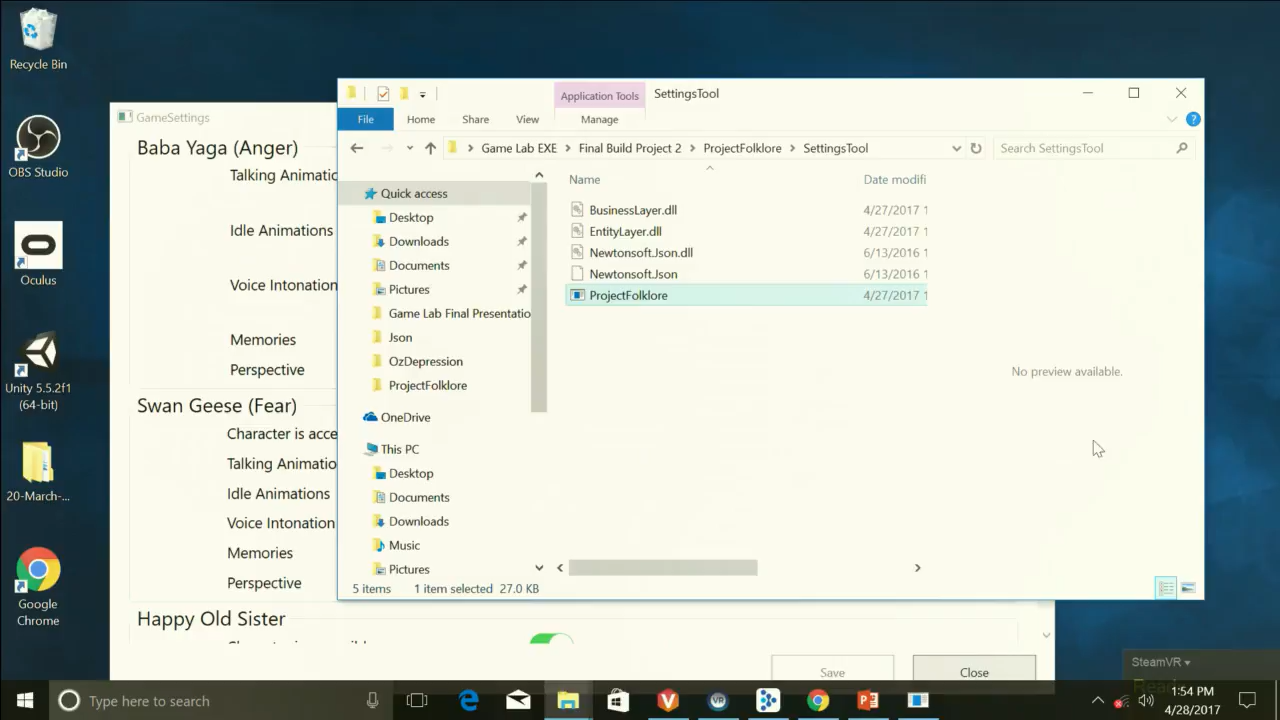 Recycle Bin
OBS Studio
Oculus
Unity 5.5.2f1
(64-bit)
20-March-...
Google
Chrome
GameSettings
Baba Yaga (Anger)
Talking Animatio
Idle Animations
Voice Intonation
Memories
Perspective
Swan Geese (Fear)
Character is acce
Talking Animatio
Idle Animations
Voice Intonation
Memories
Perspective
Happy Old Sister
Save
Close
Application Tools
SettingsTool
File
Home
Share
View
Manage
Game Lab EXE
Final Build Project 2
ProjectFolklore
SettingsTool
Search SettingsTool
Quick access
Desktop
Downloads
Documents
Pictures
Game Lab Final Presentatio
Json
OzDepression
ProjectFolklore
OneDrive
This PC
Desktop
Documents
Downloads
Music
Pictures
Name
Date modifi
BusinessLayer.dll
4/27/2017 1
EntityLayer.dll
4/27/2017 1
Newtonsoft.Json.dll
6/13/2016 1
Newtonsoft.Json
6/13/2016 1
ProjectFolklore
4/27/2017 1
No preview available.
5 items
1 item selected 27.0 KB
SteamVR
Ready
Type here to search
1:54 PM
4/28/2017